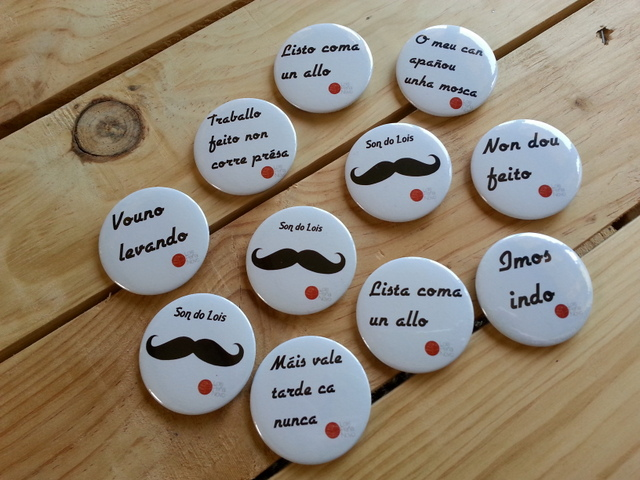 Listo coma
un allo
O meu can
apañou
unha mosca
Traballo
feito non
corre présa
Son do Lois
Non dou
feito
Vouno
levando
Son do Lois
Lista coma
un allo
Imos
indo
Son do Lois
Máis vale
tarde ca
nunca